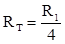 R_T = R_1/4